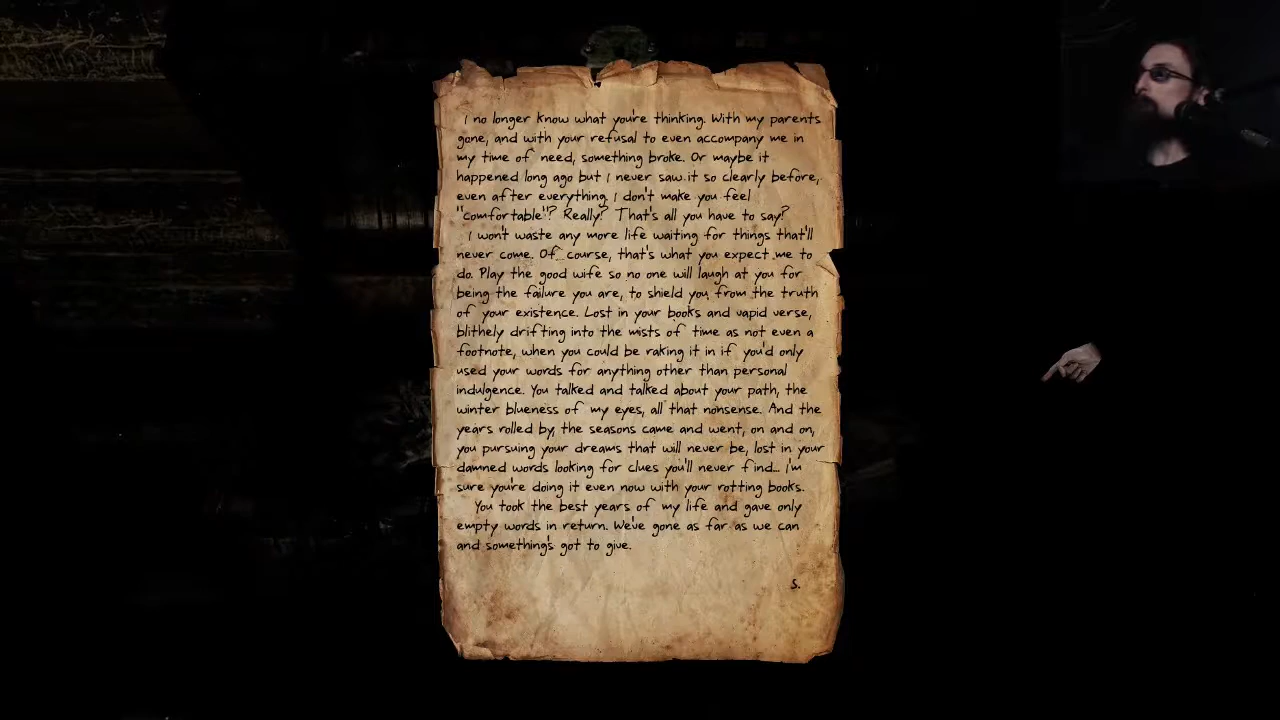 I no longer know what you're thinking. With my parents
gone, and with your refusal to even accompany me in
my time of need, something broke. Or maybe it
happened long ago but I never saw it so clearly before,
even after everything. I don't make you feel
"comfortable"? Really? That's all you have to say?
I won't waste any more life waiting for things that'll
never come. Of course, that's what you expect me to
do. Play the good wife so no one will laugh at you for
being the failure you are, to shield you from the truth
of your existence. Lost in your books and vapid verse,
blithely drifting into the mists of time as not even a
footnote, when you could be raking it in if you'd only
used your words for anything other than personal
indulgence. You talked and talked about your path, the
winter blueness of my eyes, all that nonsense. And the
years rolled by, the seasons came and went, on and on,
you pursuing your dreams that will never be, lost in your
damned words looking for clues you'll never find... I'm
sure you're doing it even now with your rotting books.
You took the best years of my life and gave only
empty words in return. We've gone as far as we can
and something's got to give.
S.